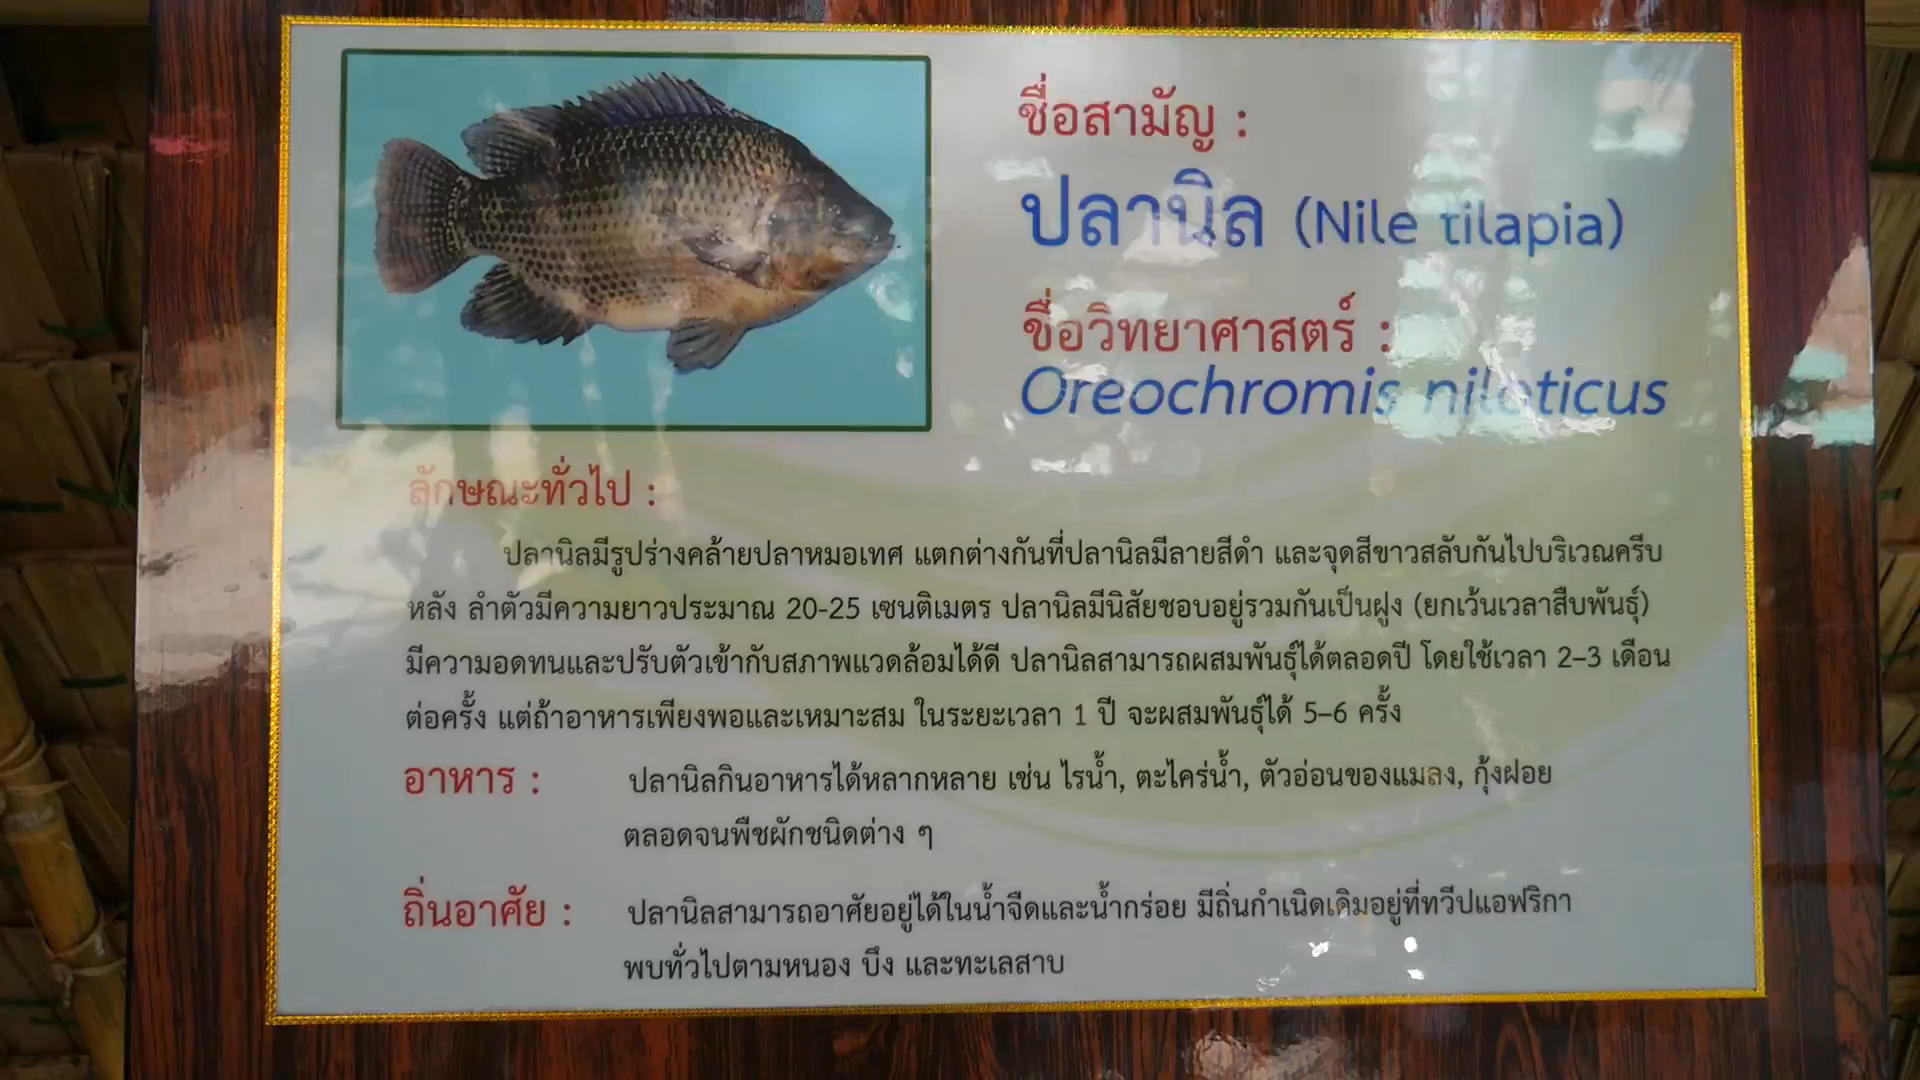 ชื่อสามัญ :
ปลานิล (Nile tilapia)
ชื่อวิทยาศาสตร์ :
Oreochromis niloticus
ลักษณะทั่วไป :
ปลานิลมีรูปร่างคล้ายปลาหมอเทศ แตกต่างกันที่ปลานิลมีลายสีดำ และจุดสีขาวสลับกันไปบริเวณครีบ
หลัง ลำตัวมีความยาวประมาณ 20-25 เซนติเมตร ปลานิลมีนิสัยชอบอยู่รวมกันเป็นฝูง (ยกเว้นเวลาสืบพันธุ์)
มีความอดทนและปรับตัวเข้ากับสภาพแวดล้อมได้ดี ปลานิลสามารถผสมพันธุ์ได้ตลอดปี โดยใช้เวลา 2–3 เดือน
ต่อครั้ง แต่ถ้าอาหารเพียงพอและเหมาะสม ในระยะเวลา 1 ปี จะผสมพันธุ์ได้ 5–6 ครั้ง
อาหาร : ปลานิลกินอาหารได้หลากหลาย เช่น ไรน้ำ, ตะไคร่น้ำ, ตัวอ่อนของแมลง, กุ้งฝอย
ตลอดจนพืชผักชนิดต่าง ๆ
ถิ่นอาศัย : ปลานิลสามารถอาศัยอยู่ได้ในน้ำจืดและน้ำกร่อย มีถิ่นกำเนิดเดิมอยู่ที่ทวีปแอฟริกา
พบทั่วไปตามหนอง บึง และทะเลสาบ